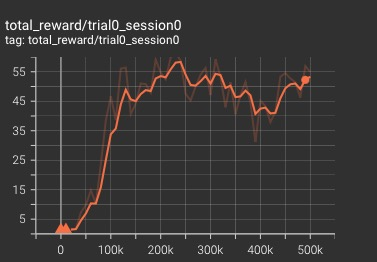 total_reward/trial0_session0
tag: total_reward/trial0_session0
55
45
35
25
15
5
0 100k 200k 300k 400k 500k